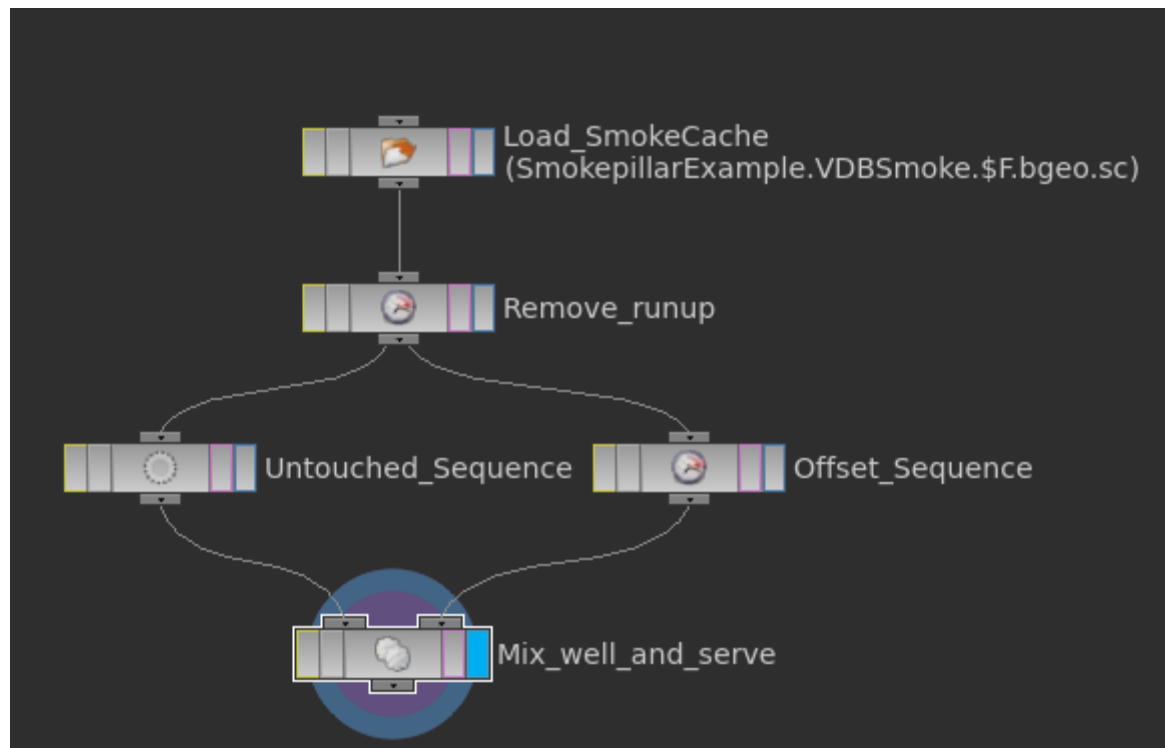 Load_SmokeCache
(SmokepillarExample.VDBSmoke.$F.bgeo.sc)
Remove_runup
Untouched_Sequence
Offset_Sequence
Mix_well_and_serve